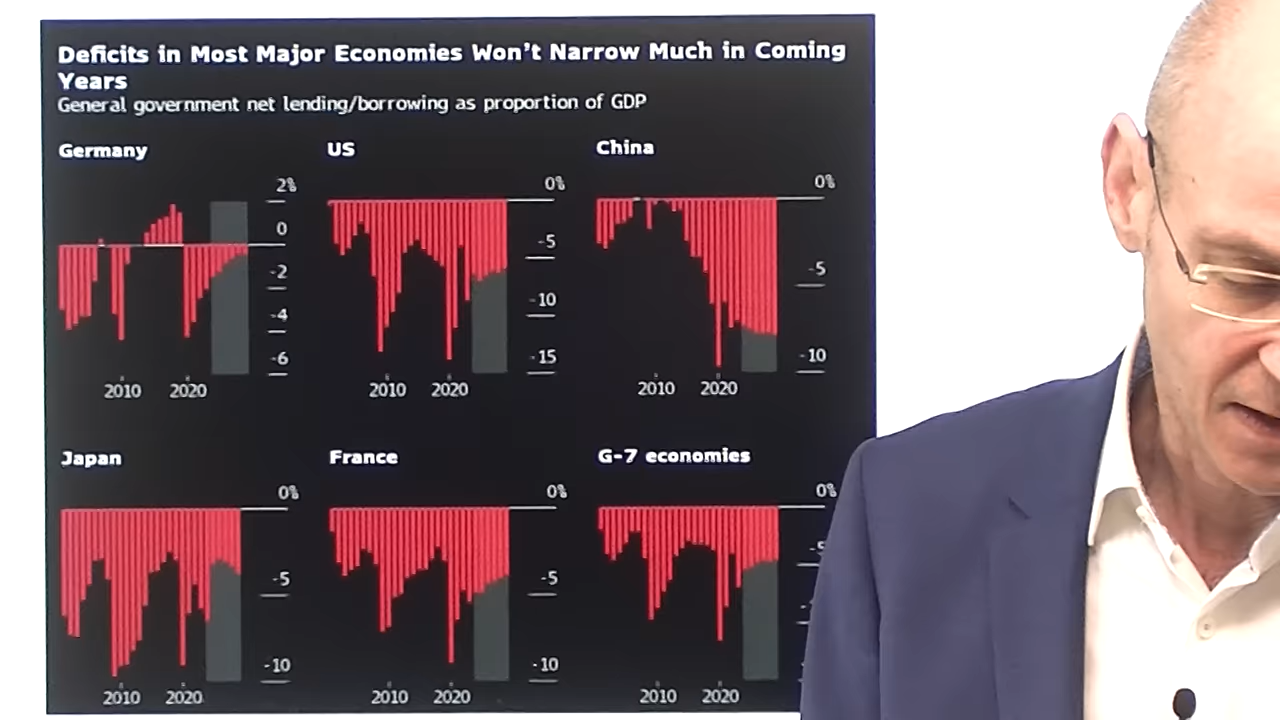 Deficits in Most Major Economies Won't Narrow Much in Coming
Years
General government net lending/borrowing as proportion of GDP
Germany
2%
0
-2
-4
-6
2010 2020
US
0%
-5
-10
-15
2010 2020
China
0%
-5
-10
2010 2020
Japan
0%
-5
-10
2010 2020
France
0%
-5
-10
2010 2020
G-7 economies
0%
2010 2020